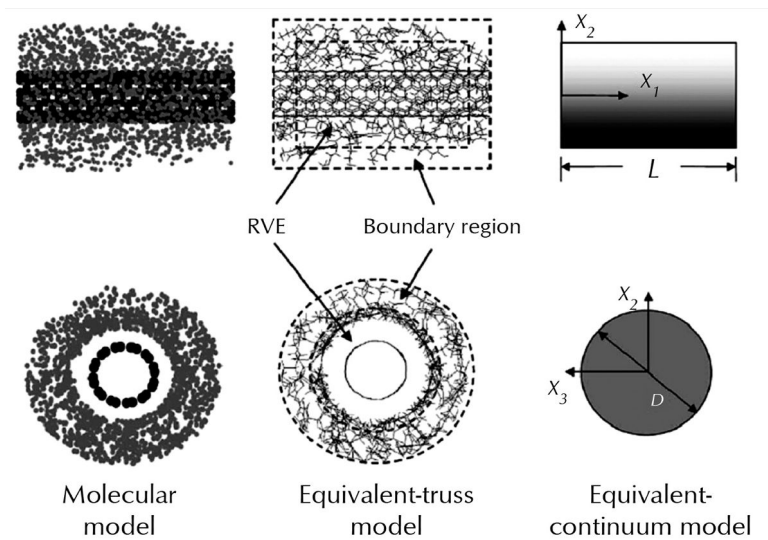 X2
X1
L
RVE
Boundary region
X2
X3
D
Molecular
model
Equivalent-truss
model
Equivalent-
continuum model